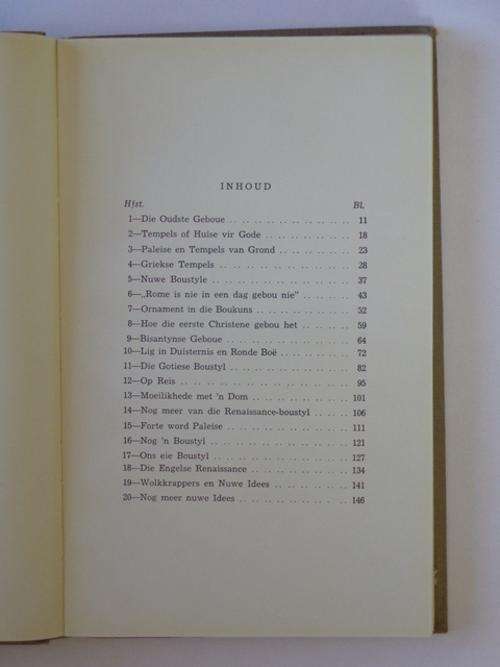 INHOUD
Hfst. Bl.
1—Die Oudste Geboue .. .. .. .. .. .. .. .. .. .. 11
2—Tempels of Huise vir Gode .. .. .. .. .. .. .. 18
3—Paleise en Tempels van Grond .. .. .. .. .. .. 23
4—Griekse Tempels .. .. .. .. .. .. .. .. .. .. .. 28
5—Nuwe Boustyle .. .. .. .. .. .. .. .. .. .. .. 37
6—„Rome is nie in een dag gebou nie” .. .. .. .. 43
7—Ornament in die Boukuns .. .. .. .. .. .. .. .. 52
8—Hoe die eerste Christene gebou het .. .. .. .. 59
9—Bisantynse Geboue .. .. .. .. .. .. .. .. .. .. 64
10—Lig in Duisternis en Ronde Boë .. .. .. .. .. .. 72
11—Die Gotiese Boustyl .. .. .. .. .. .. .. .. .. .. 82
12—Op Reis .. .. .. .. .. .. .. .. .. .. .. .. .. .. 95
13—Moeilikhede met 'n Dom .. .. .. .. .. .. .. .. 101
14—Nog meer van die Renaissance-boustyl .. .. .. 106
15—Forte word Paleise .. .. .. .. .. .. .. .. .. .. 111
16—Nog 'n Boustyl .. .. .. .. .. .. .. .. .. .. .. 121
17—Ons eie Boustyl .. .. .. .. .. .. .. .. .. .. .. 127
18—Die Engelse Renaissance .. .. .. .. .. .. .. .. 134
19—Wolkkrappers en Nuwe Idees .. .. .. .. .. .. .. 141
20—Nog meer nuwe Idees .. .. .. .. .. .. .. .. .. 146